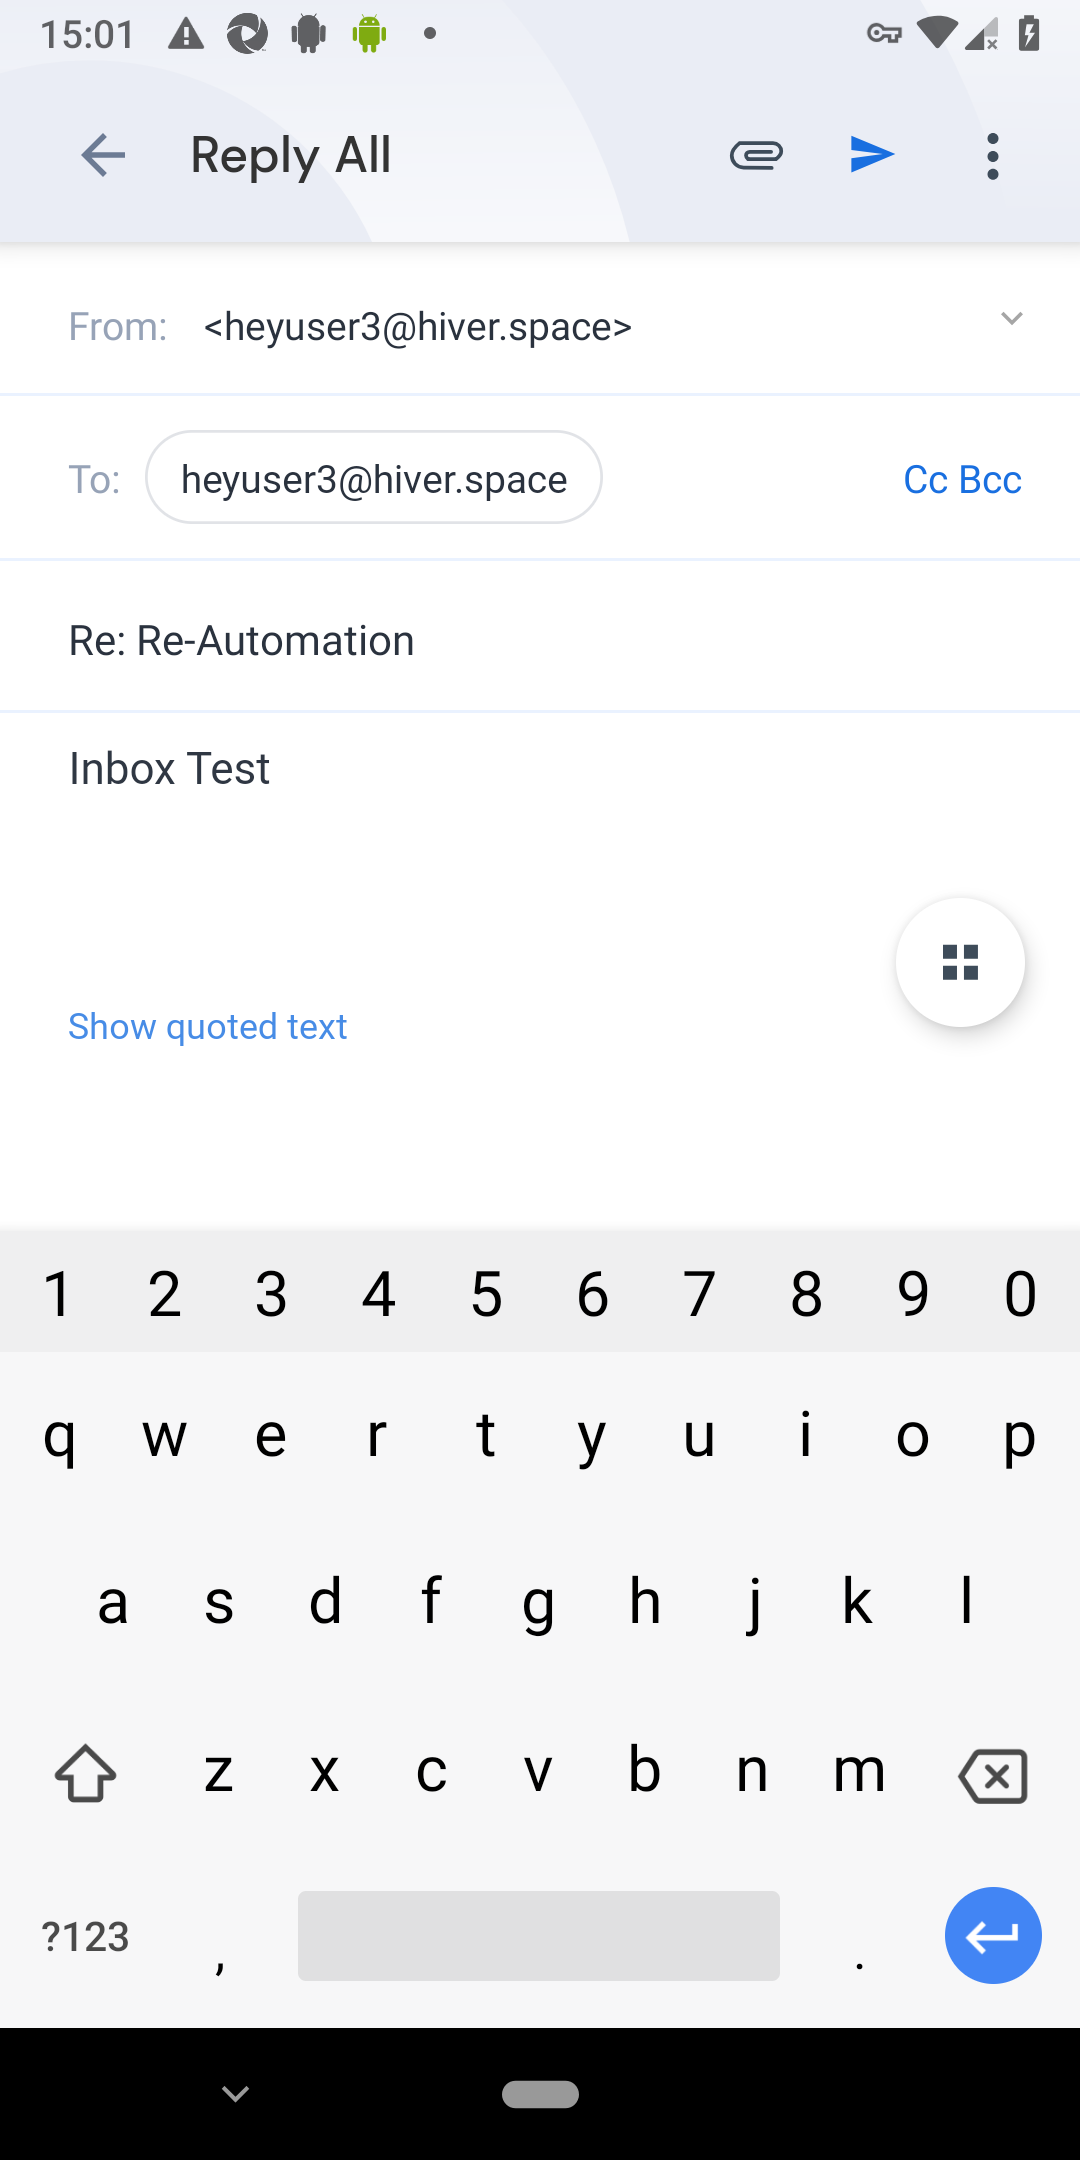 15:01
Reply All
From: <heyuser3@hiver.space>
To: heyuser3@hiver.space Cc Bcc
Re: Re-Automation
Inbox Test
Show quoted text
1 2 3 4 5 6 7 8 9 0
q w e r t y u i o p
a s d f g h j k l
z x c v b n m
?123 , .